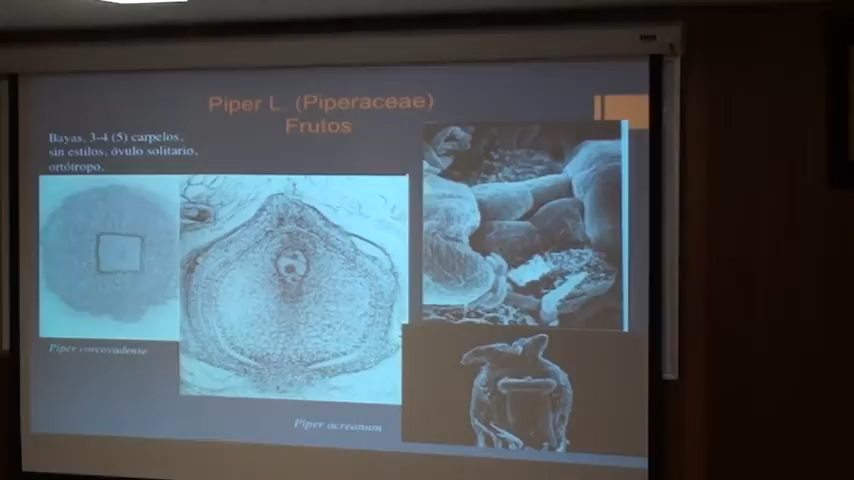 Piper L. (Piperaceae)
Frutos
Bayas, 3-4 (5) carpelos,
sin estilos, óvulo solitario,
ortótropo.
Piper corcovadense
Piper acreanum